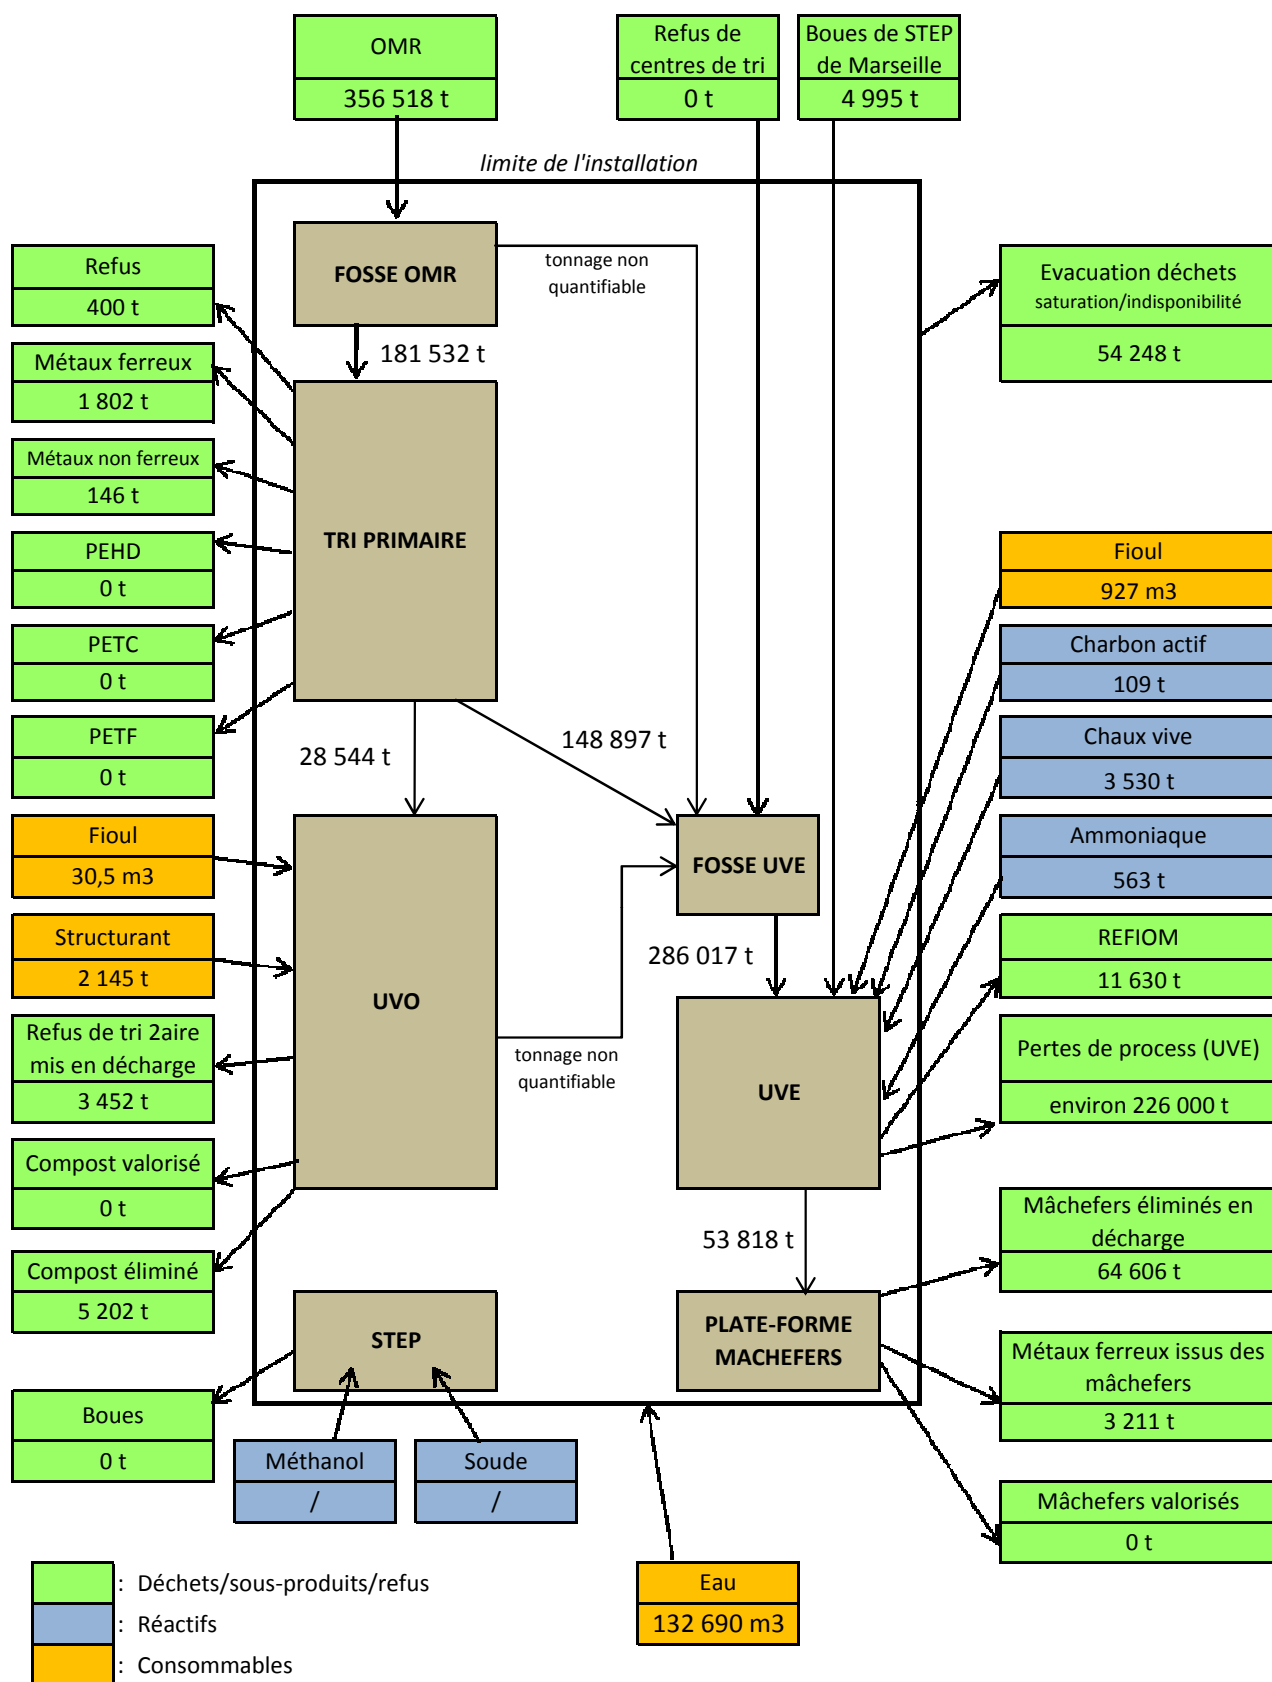 OMR
356 518 t
Refus de
centres de tri
0 t
Boues de STEP
de Marseille
4 995 t
limite de l'installation
FOSSE OMR
tonnage non
quantifiable
181 532 t
Refus
400 t
Métaux ferreux
1 802 t
Métaux non ferreux
146 t
PEHD
0 t
PETC
0 t
PETF
0 t
TRI PRIMAIRE
Evacuation déchets
saturation/indisponibilité
54 248 t
28 544 t
148 897 t
Fioul
30,5 m3
Structurant
2 145 t
Refus de tri 2aire
mis en décharge
3 452 t
Compost valorisé
0 t
Compost éliminé
5 202 t
UVO
tonnage non
quantifiable
FOSSE UVE
286 017 t
UVE
Fioul
927 m3
Charbon actif
109 t
Chaux vive
3 530 t
Ammoniaque
563 t
REFIOM
11 630 t
Pertes de process (UVE)
environ 226 000 t
53 818 t
Mâchefers éliminés en
décharge
64 606 t
STEP
PLATE-FORME
MACHEFERS
Métaux ferreux issus des
mâchefers
3 211 t
Boues
0 t
Méthanol
/
Soude
/
Mâchefers valorisés
0 t
Eau
132 690 m3
: Déchets/sous-produits/refus
: Réactifs
: Consommables